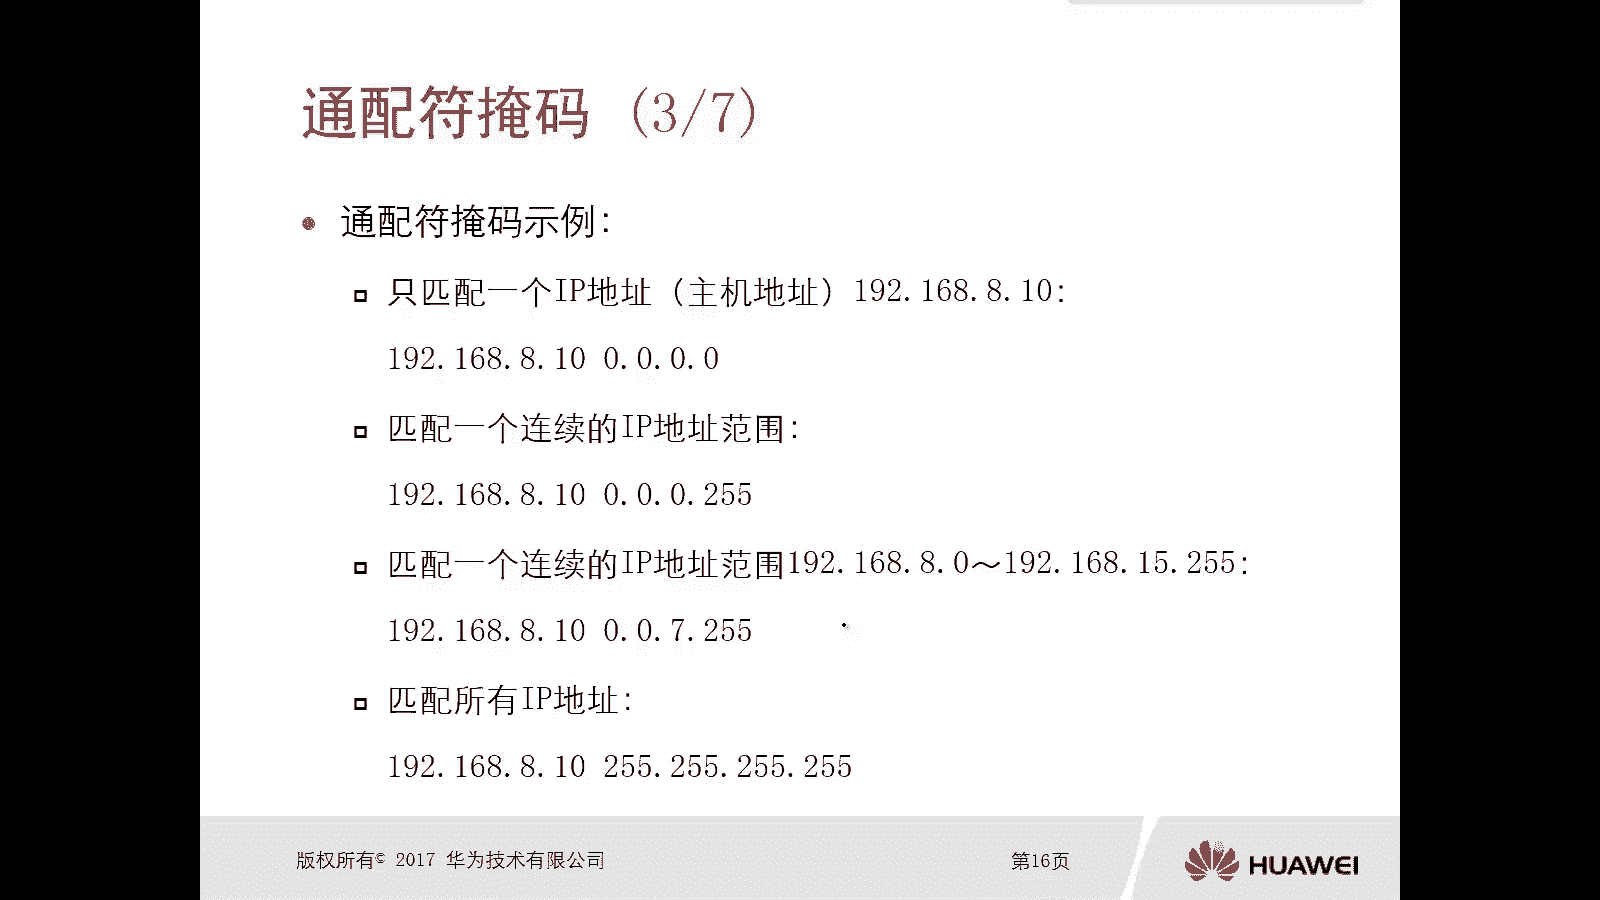 通配符掩码 (3/7)
通配符掩码示例:
只匹配一个IP地址（主机地址）192.168.8.10:
192.168.8.10 0.0.0.0
匹配一个连续的IP地址范围:
192.168.8.10 0.0.0.255
匹配一个连续的IP地址范围192.168.8.0～192.168.15.255:
192.168.8.10 0.0.7.255
匹配所有IP地址:
192.168.8.10 255.255.255.255
版权所有© 2017 华为技术有限公司
第16页
HUAWEI